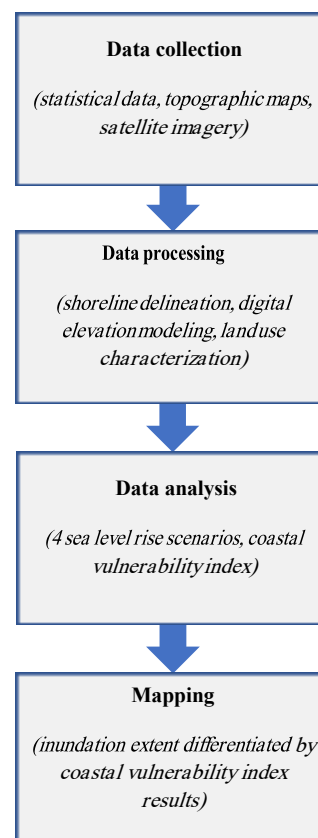 Data collection
(statistical data, topographic maps,
satellite imagery)
Data processing
(shoreline delineation, digital
elevation modeling, land use
characterization)
Data analysis
(4 sea level rise scenarios, coastal
vulnerability index)
Mapping
(inundation extent differentiated by
coastal vulnerability index
results)